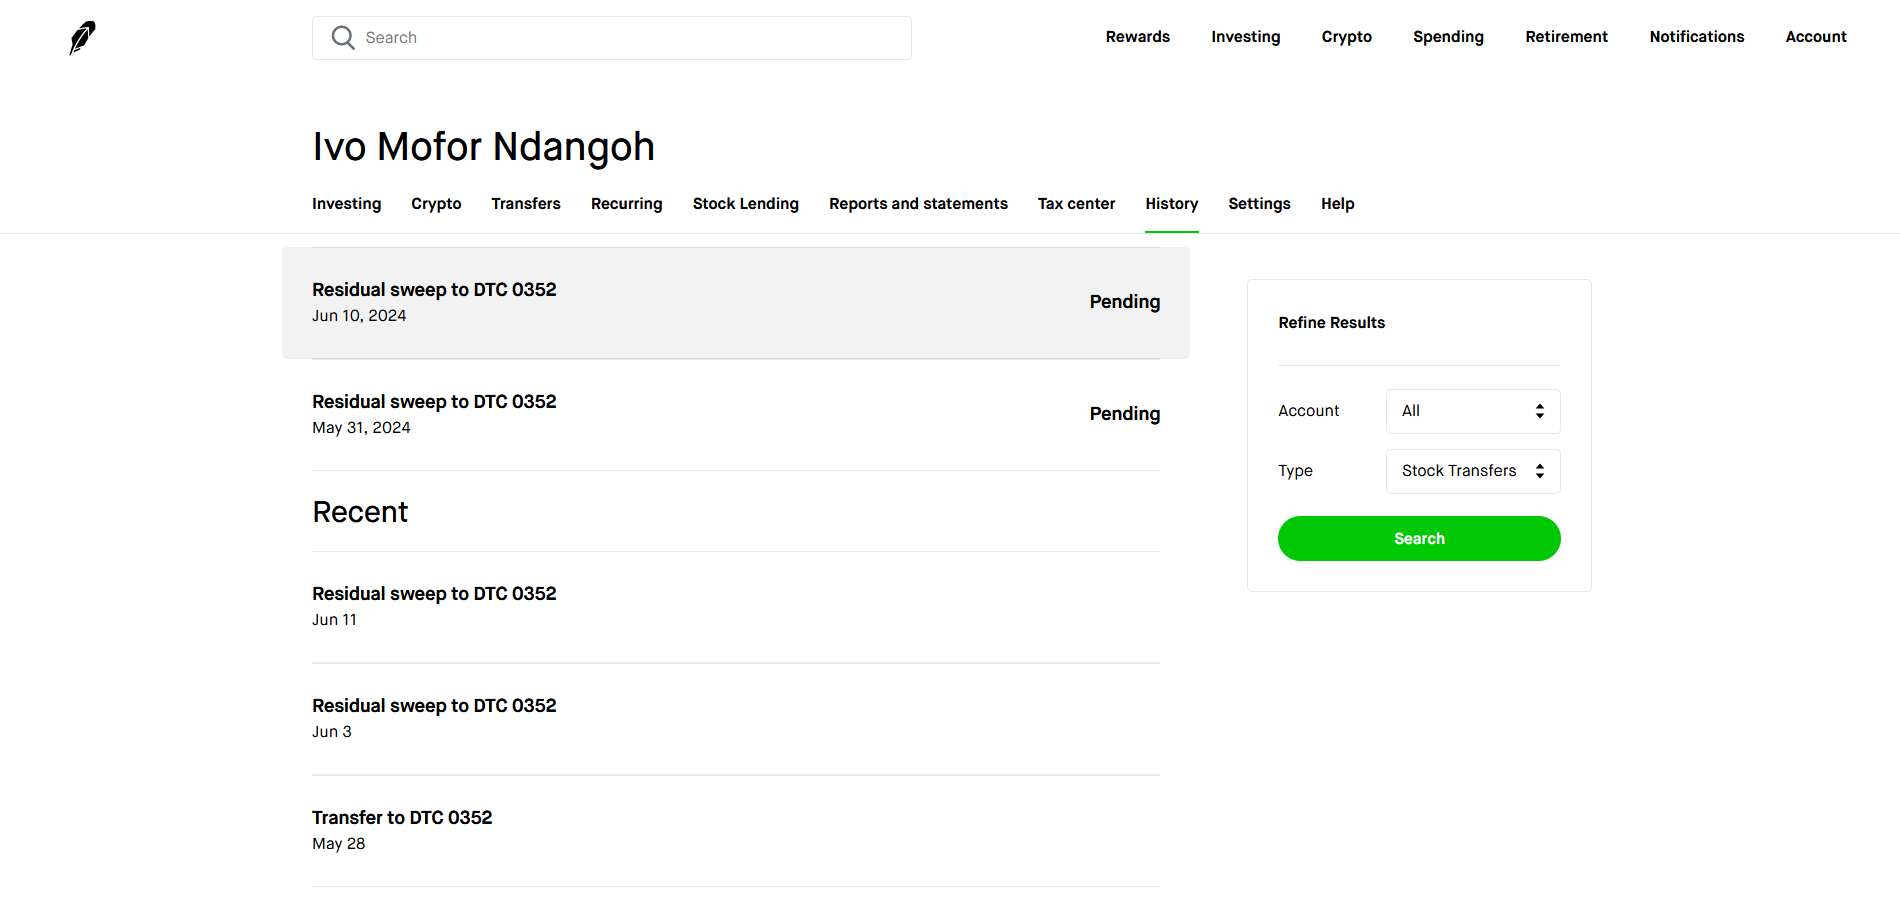 Search
Rewards
Investing
Crypto
Spending
Retirement
Notifications
Account
Ivo Mofor Ndangoh
Investing
Crypto
Transfers
Recurring
Stock Lending
Reports and statements
Tax center
History
Settings
Help
Residual sweep to DTC 0352
Jun 10, 2024
Pending
Residual sweep to DTC 0352
May 31, 2024
Pending
Recent
Residual sweep to DTC 0352
Jun 11
Residual sweep to DTC 0352
Jun 3
Transfer to DTC 0352
May 28
Refine Results
Account
All
Type
Stock Transfers
Search